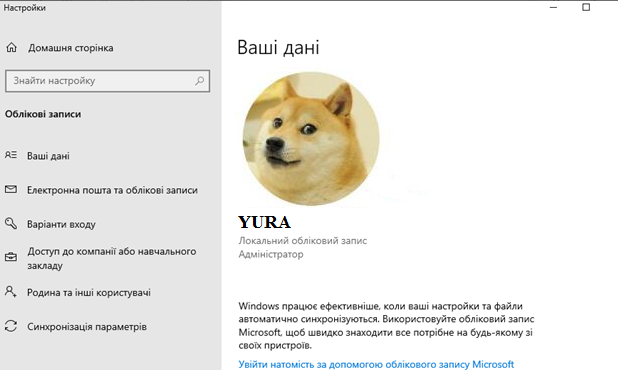 Настройки
Домашня сторінка
Знайти настройку
Облікові записи
Ваші дані
Електронна пошта та облікові записи
Варіанти входу
Доступ до компанії або навчального
закладу
Родина та інші користувачі
Синхронізація параметрів
Ваші дані
YURA
Локальний обліковий запис
Адміністратор
Windows працює ефективніше, коли ваші настройки та файли
автоматично синхронізуються. Використовуйте обліковий запис
Microsoft, щоб швидко знаходити все потрібне на будь-якому зі
своїх пристроїв.
Увійти натомість за допомогою облікового запису Microsoft